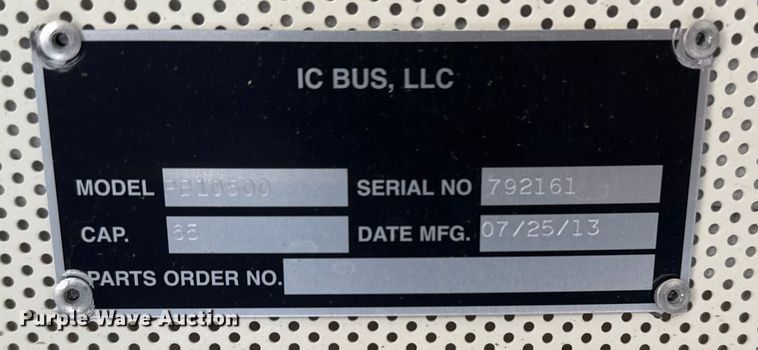 IC BUS, LLC
MODEL PB10500 SERIAL NO 792161
CAP. 65 DATE MFG. 07/25/13
PARTS ORDER NO.
Purple Wave Auction